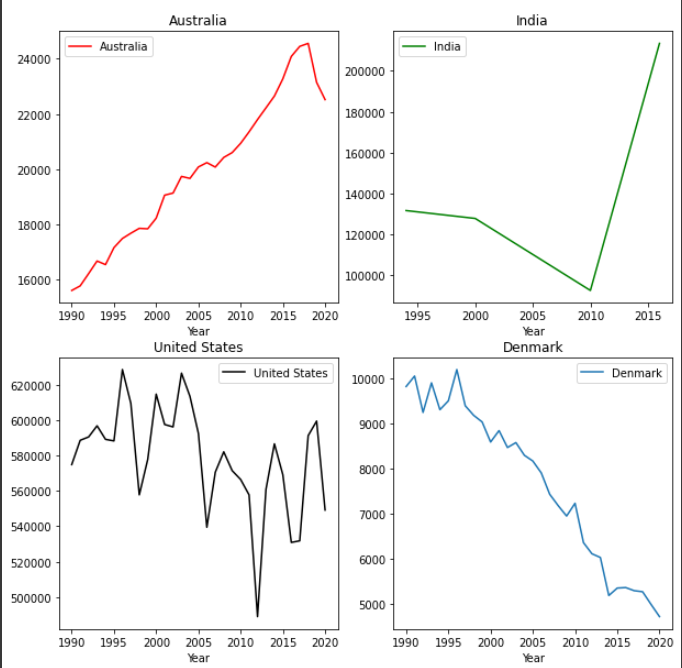 Australia
Australia
24000
22000
20000
18000
16000
1990 1995 2000 2005 2010 2015 2020
Year
India
India
200000
180000
160000
140000
120000
100000
1995 2000 2005 2010 2015
Year
United States
United States
620000
600000
580000
560000
540000
520000
500000
1990 1995 2000 2005 2010 2015 2020
Year
Denmark
Denmark
10000
9000
8000
7000
6000
5000
1990 1995 2000 2005 2010 2015 2020
Year